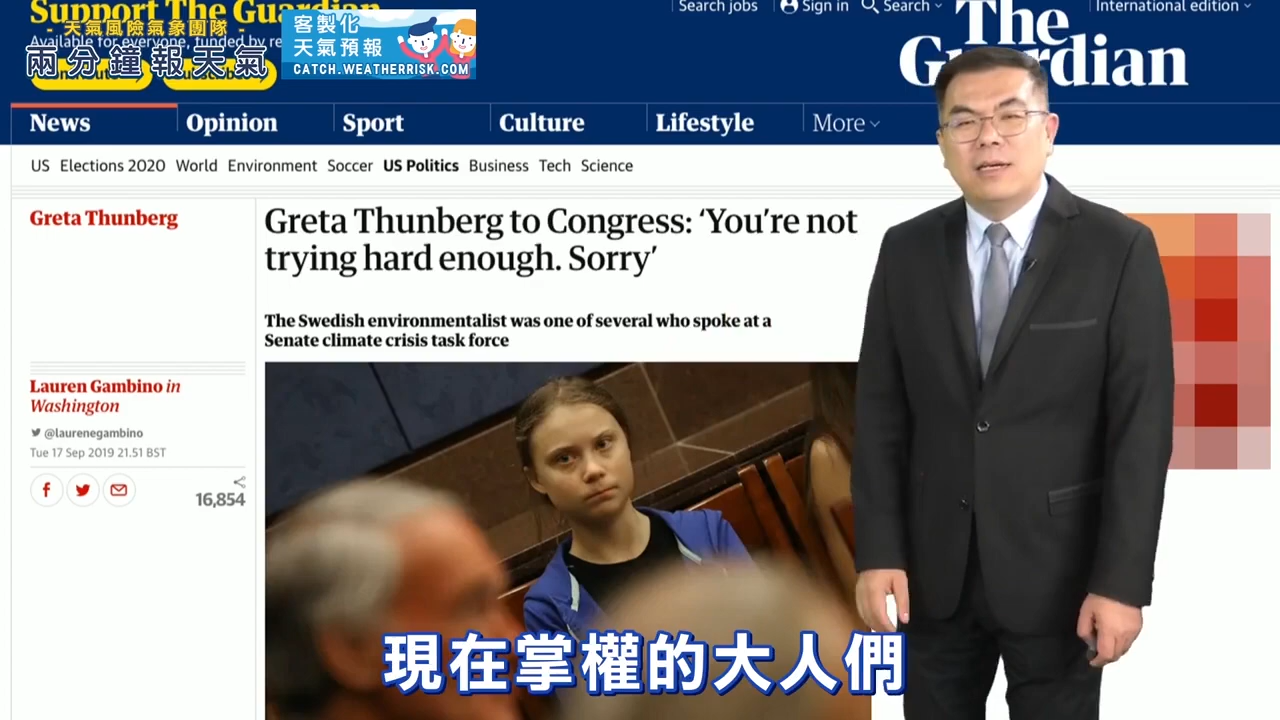 Support The Guardian
Available for everyone, funded by re
- 天氣風險氣象團隊 -
兩分鐘報天氣
客製化
天氣預報
CATCH.WEATHERRISK.COM
Search jobs
Sign in
Search
International edition
The
Guardian
News
Opinion
Sport
Culture
Lifestyle
More
US
Elections 2020
World
Environment
Soccer
US Politics
Business
Tech
Science
Greta Thunberg
Greta Thunberg to Congress: ‘You’re not
trying hard enough. Sorry’
The Swedish environmentalist was one of several who spoke at a
Senate climate crisis task force
Lauren Gambino in
Washington
@laurenegambino
Tue 17 Sep 2019 21.51 BST
16,854
現在掌權的大人們